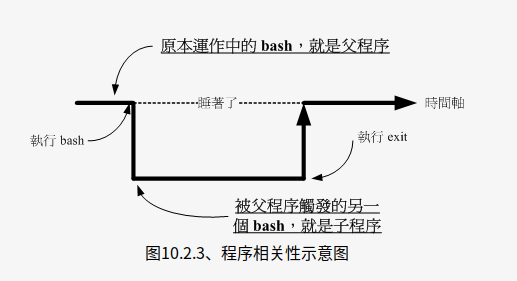 原本運作中的 bash，就是父程序
睡著了
時間軸
執行 bash
執行 exit
被父程序觸發的另一
個 bash，就是子程序
图10.2.3、程序相关性示意图